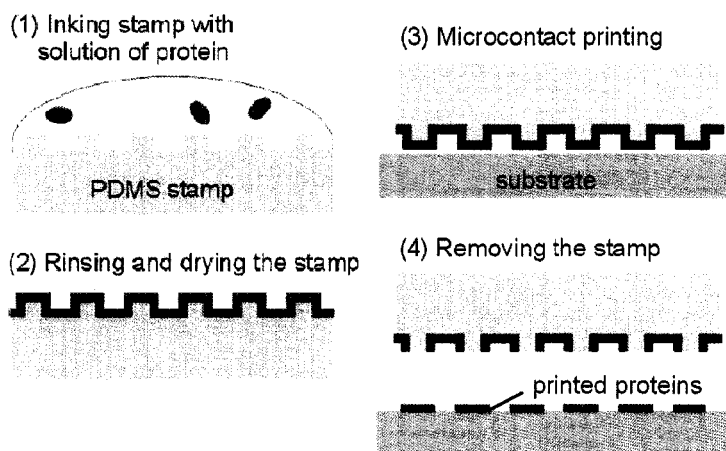 (1) Inking stamp with
solution of protein
PDMS stamp
(2) Rinsing and drying the stamp
(3) Microcontact printing
substrate
(4) Removing the stamp
printed proteins